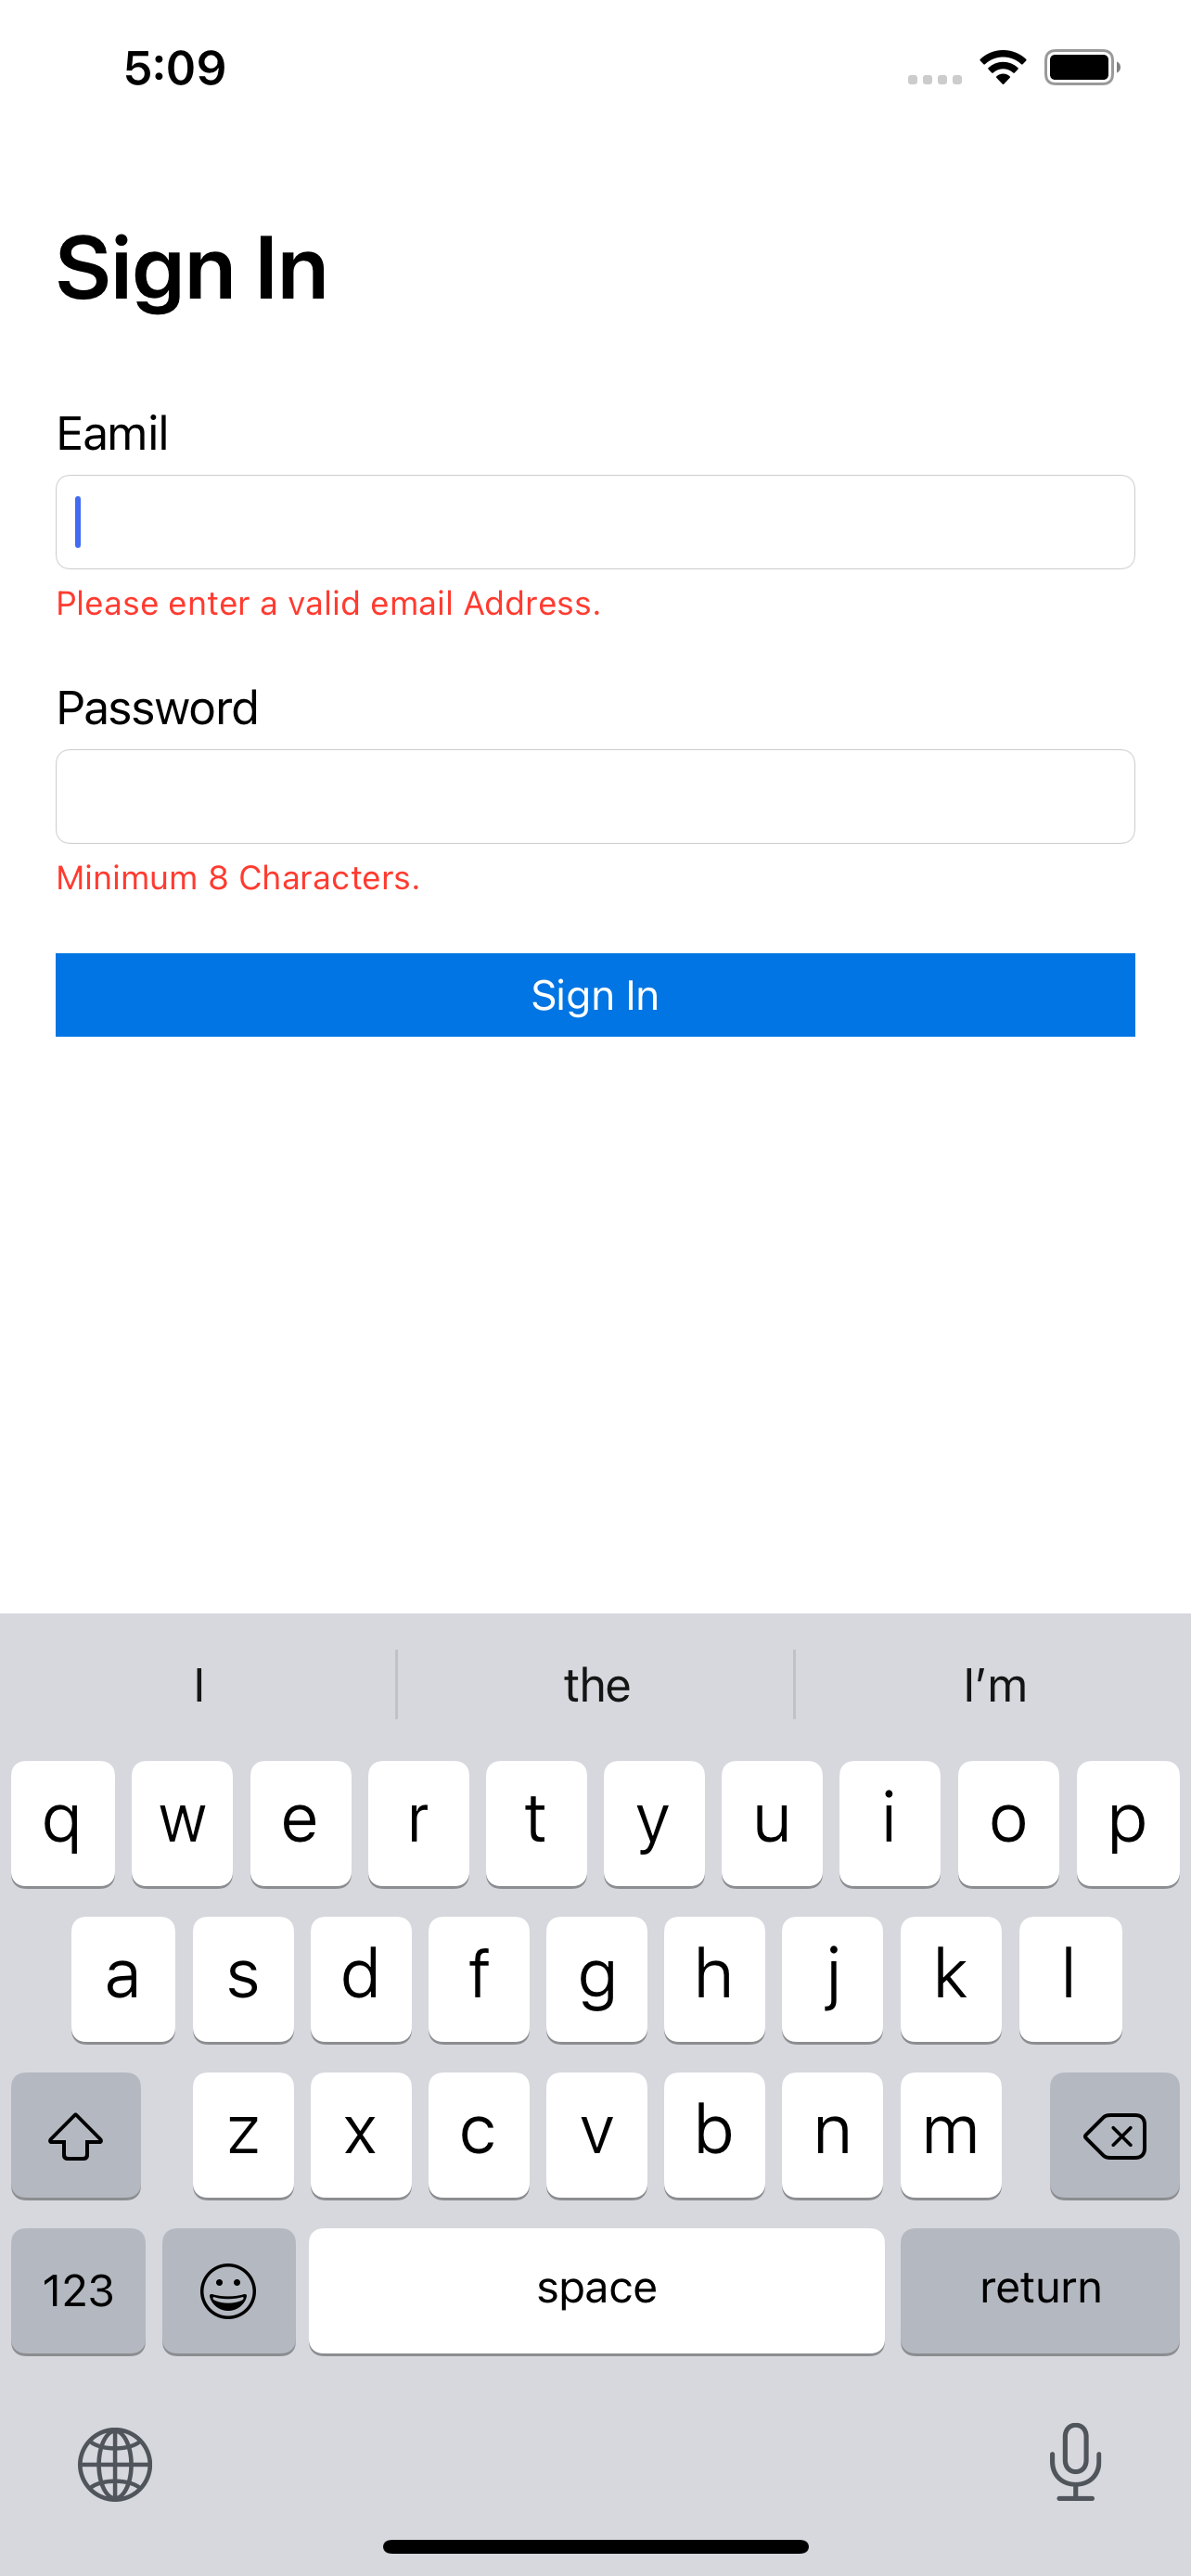 5:09
Sign In
Eamil
Please enter a valid email Address.
Password
Minimum 8 Characters.
Sign In
I the I’m
q w e r t y u i o p
a s d f g h j k l
z x c v b n m
123 space return